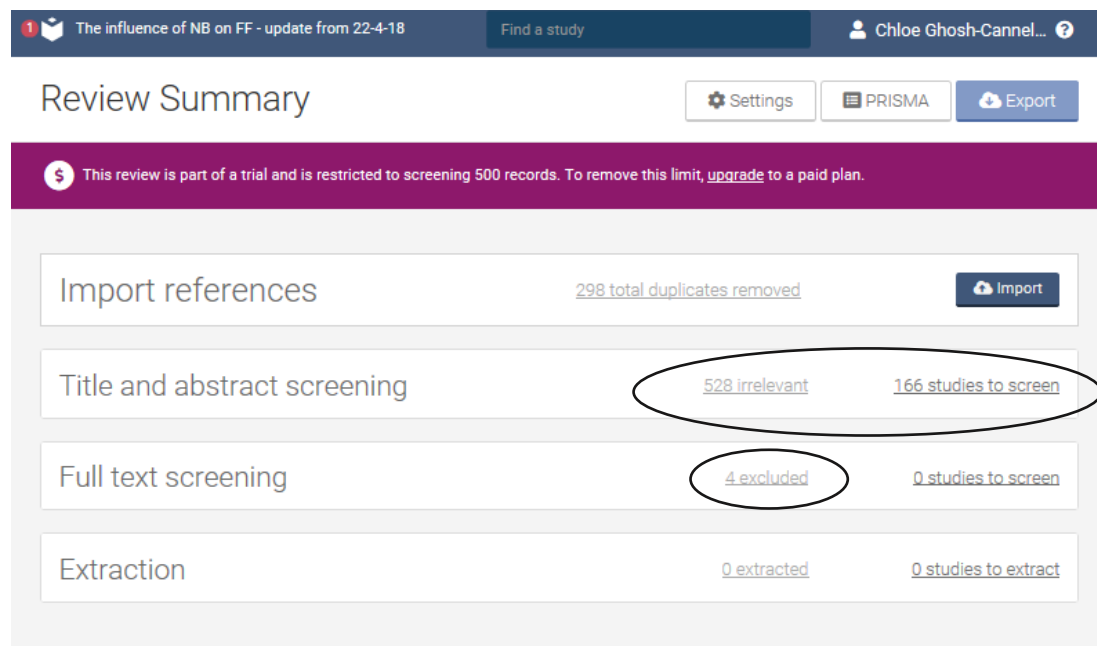 1 The influence of NB on FF - update from 22-4-18 Find a study Chloe Ghosh-Cannel... ?
Review Summary Settings PRISMA Export
$ This review is part of a trial and is restricted to screening 500 records. To remove this limit, upgrade to a paid plan.
Import references 298 total duplicates removed Import
Title and abstract screening 528 irrelevant 166 studies to screen
Full text screening 4 excluded 0 studies to screen
Extraction 0 extracted 0 studies to extract